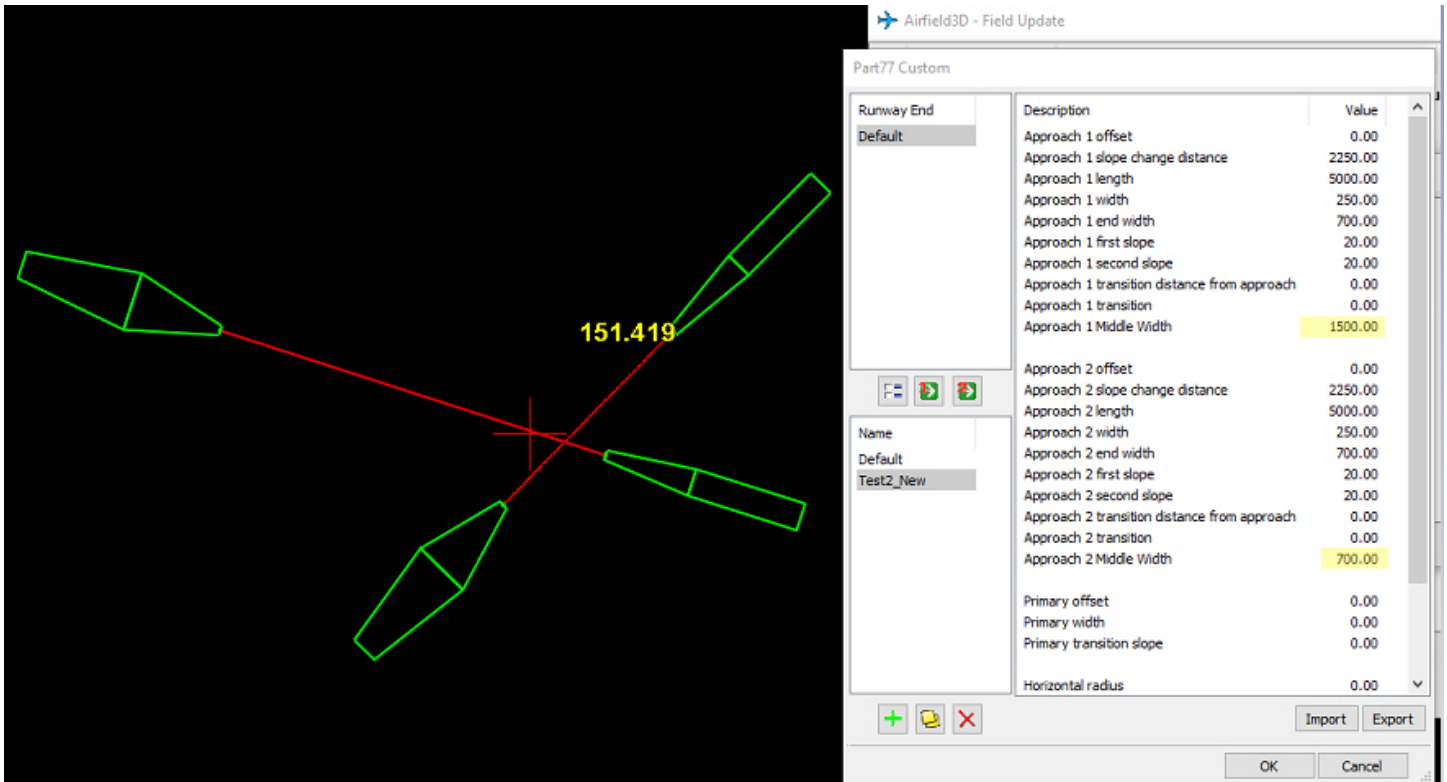 Airfield3D - Field Update
Part77 Custom
Runway End
Default
Description Value
Approach 1 offset 0.00
Approach 1 slope change distance 2250.00
Approach 1 length 5000.00
Approach 1 width 250.00
Approach 1 end width 700.00
Approach 1 first slope 20.00
Approach 1 second slope 20.00
Approach 1 transition distance from approach 0.00
Approach 1 transition 0.00
Approach 1 Middle Width 1500.00
Approach 2 offset 0.00
Approach 2 slope change distance 2250.00
Approach 2 length 5000.00
Approach 2 width 250.00
Approach 2 end width 700.00
Approach 2 first slope 20.00
Approach 2 second slope 20.00
Approach 2 transition distance from approach 0.00
Approach 2 transition 0.00
Approach 2 Middle Width 700.00
Primary offset 0.00
Primary width 0.00
Primary transition slope 0.00
Horizontal radius 0.00
Name
Default
Test2_New
Import Export
OK Cancel
151.419